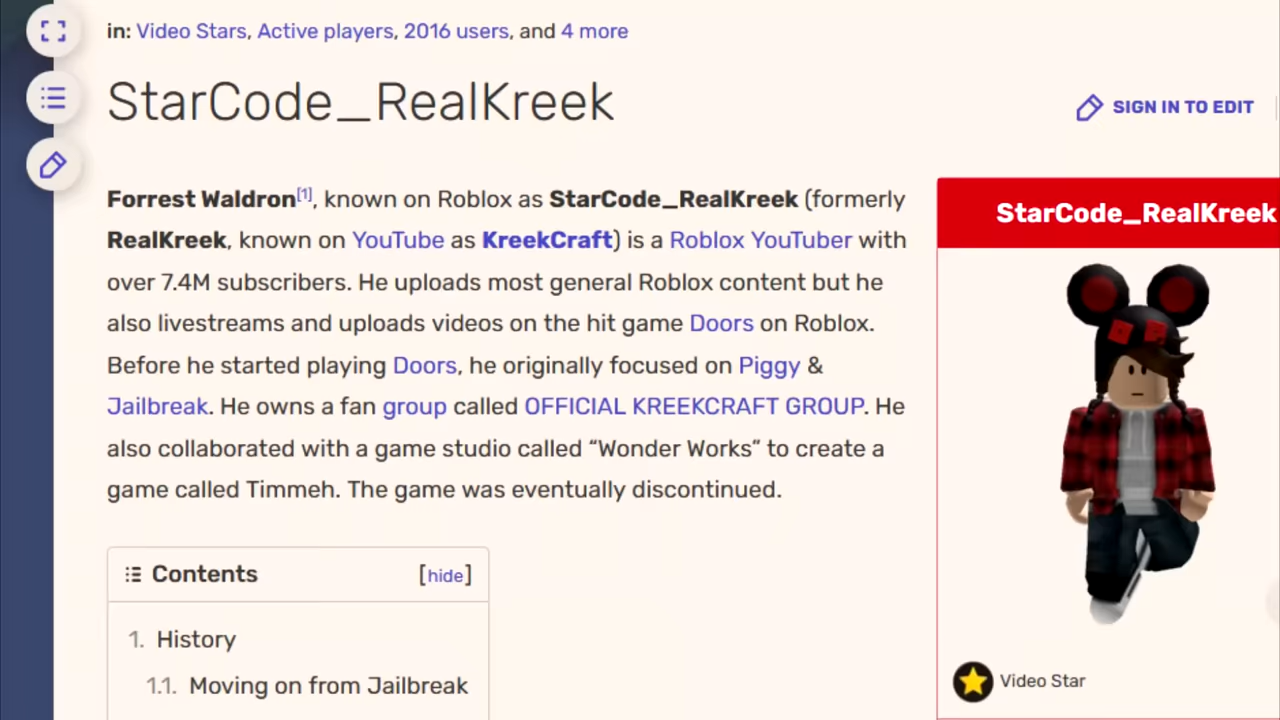 in: Video Stars, Active players, 2016 users, and 4 more
StarCode_RealKreek
SIGN IN TO EDIT
Forrest Waldron[1], known on Roblox as StarCode_RealKreek (formerly
RealKreek, known on YouTube as KreekCraft) is a Roblox YouTuber with
over 7.4M subscribers. He uploads most general Roblox content but he
also livestreams and uploads videos on the hit game Doors on Roblox.
Before he started playing Doors, he originally focused on Piggy &
Jailbreak. He owns a fan group called OFFICIAL KREEKCRAFT GROUP. He
also collaborated with a game studio called “Wonder Works” to create a
game called Timmeh. The game was eventually discontinued.
Contents [hide]
1. History
1.1. Moving on from Jailbreak
StarCode_RealKreek
Video Star